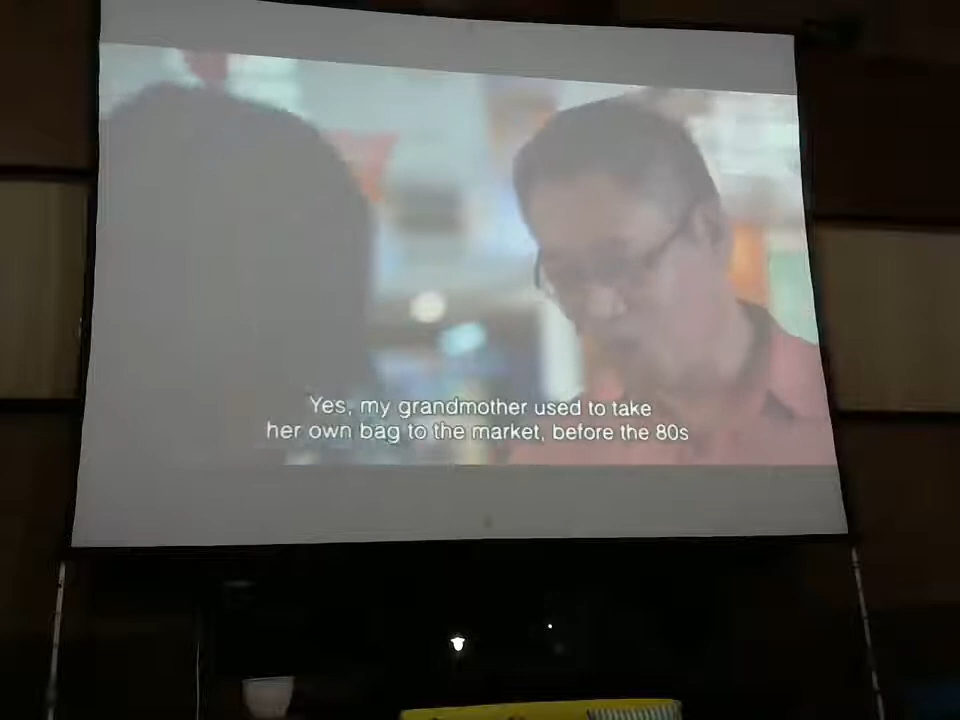 Yes, my grandmother used to take
her own bag to the market, before the 80s